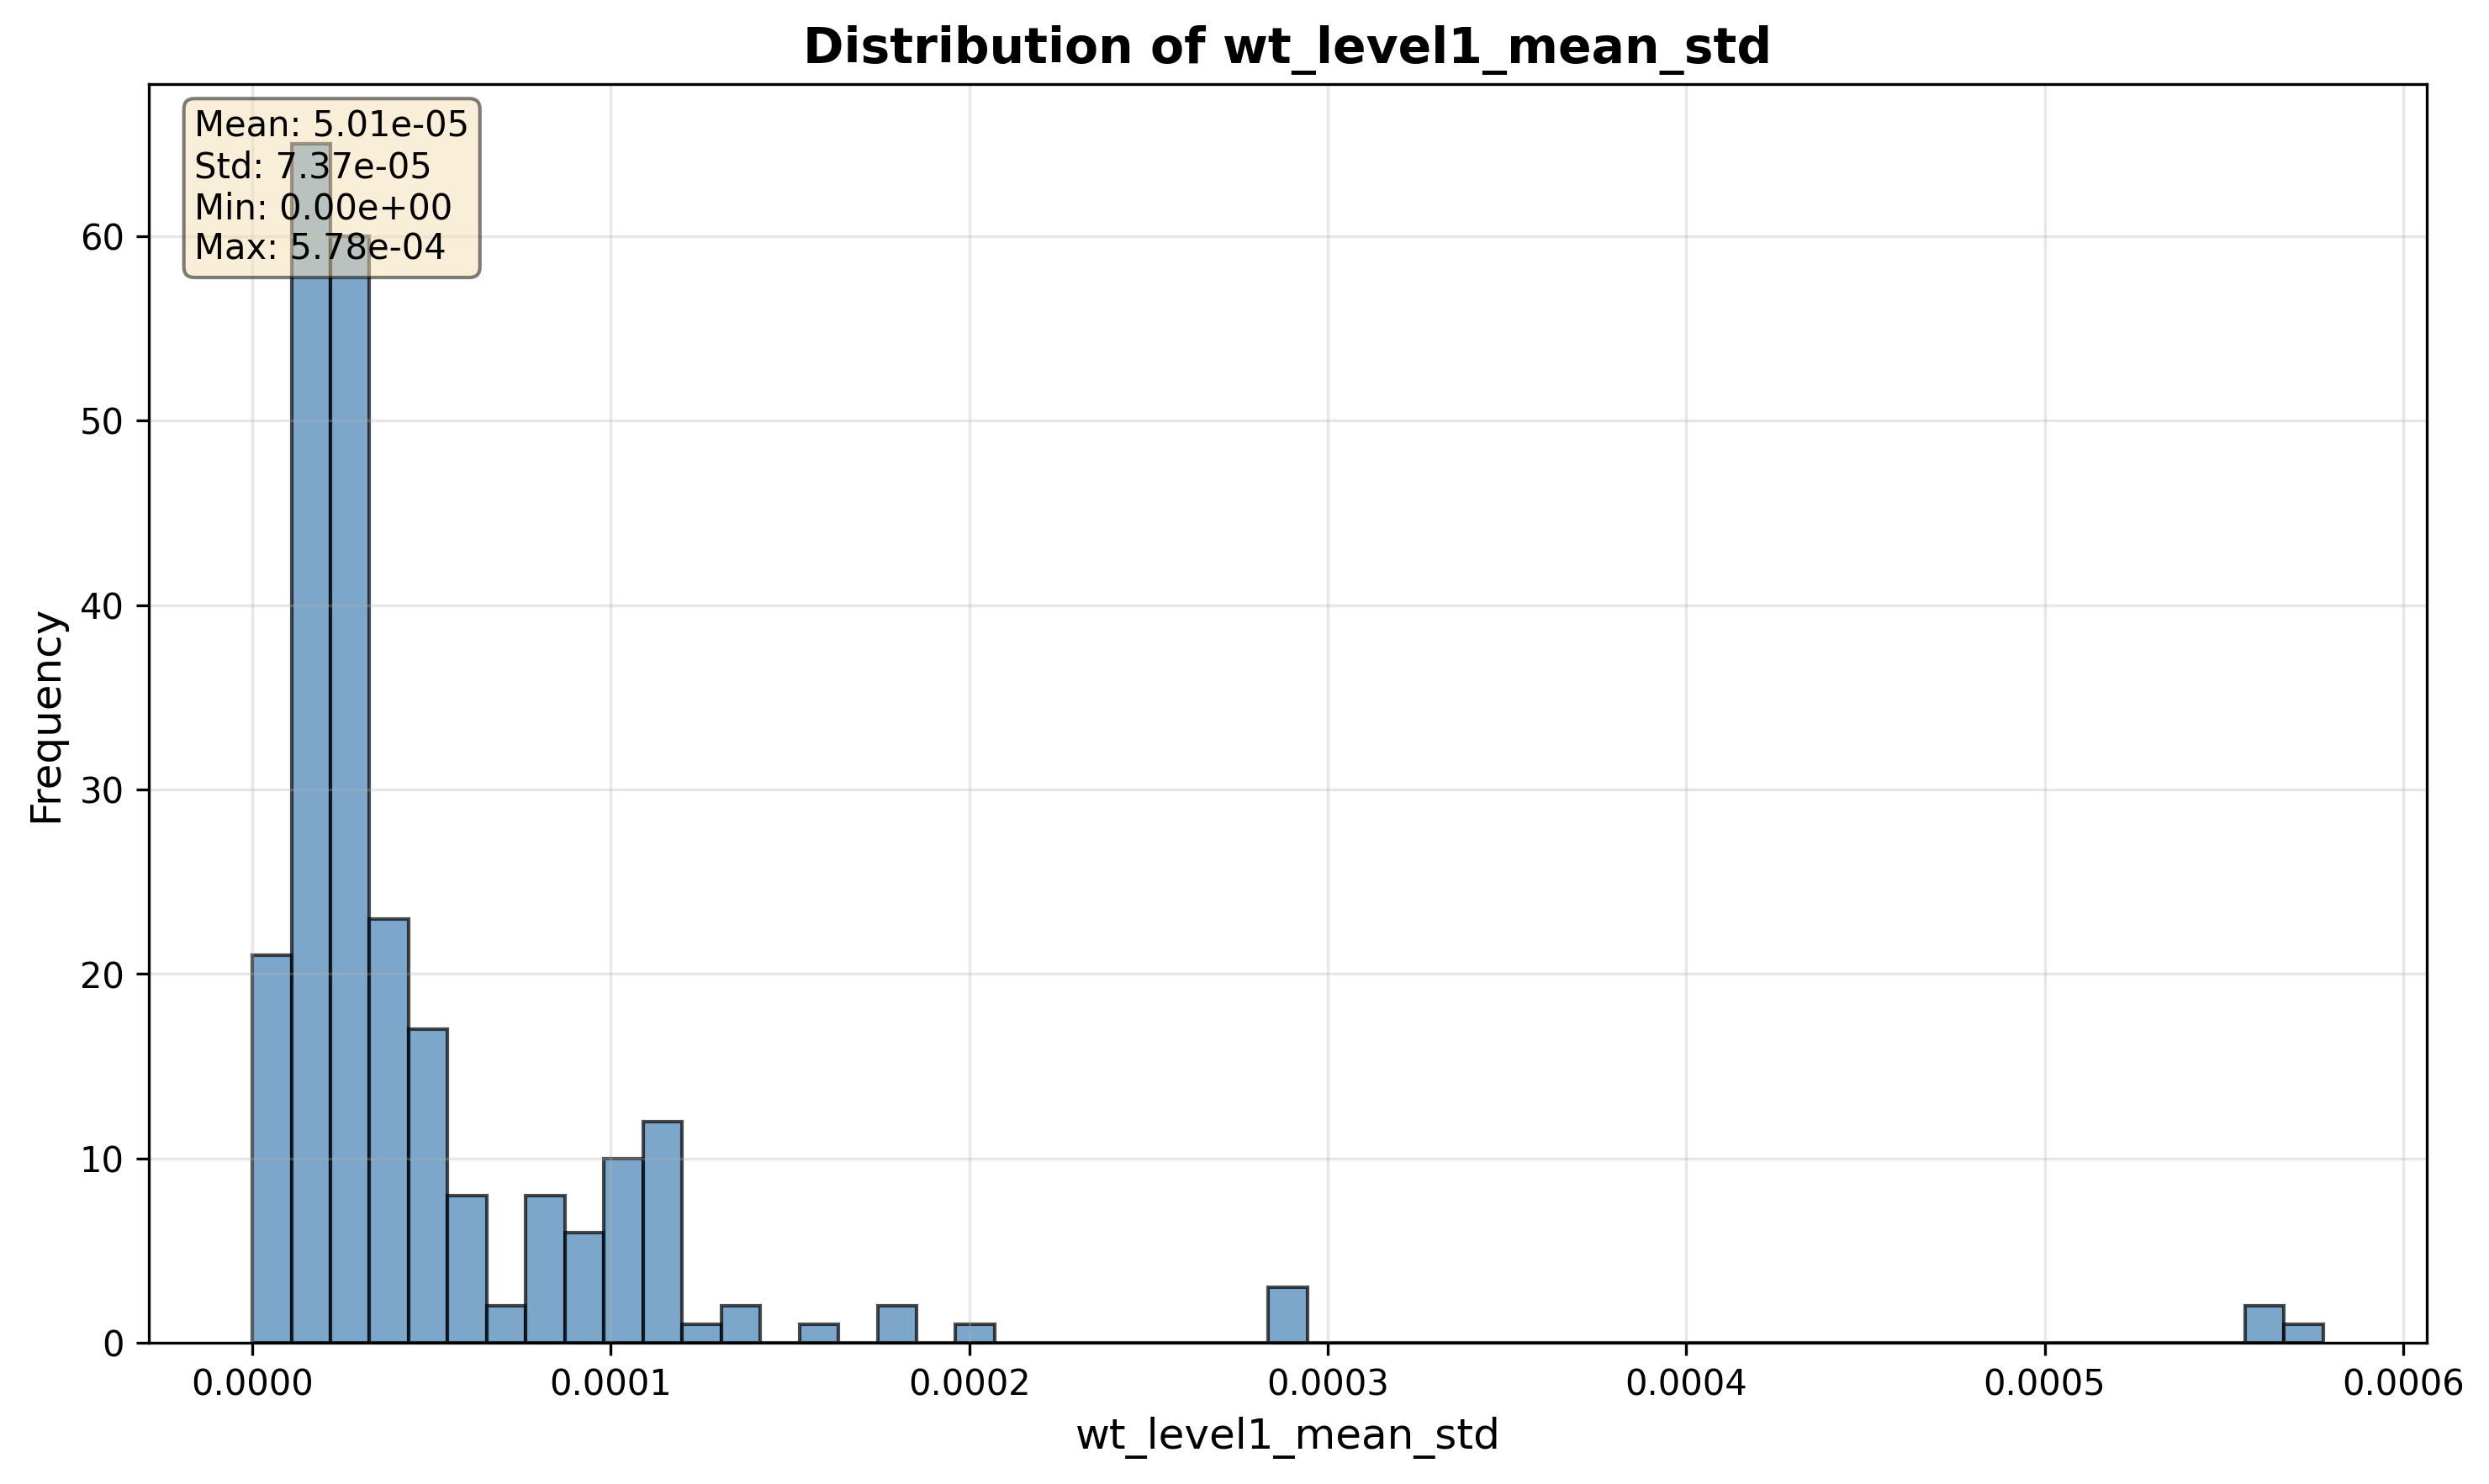 Distribution of wt_level1_mean_std
Mean: 5.01e-05
Std: 7.37e-05
Min: 0.00e+00
Max: 5.78e-04
60
50
40
30
20
10
0
Frequency
0.0000 0.0001 0.0002 0.0003 0.0004 0.0005 0.0006
wt_level1_mean_std